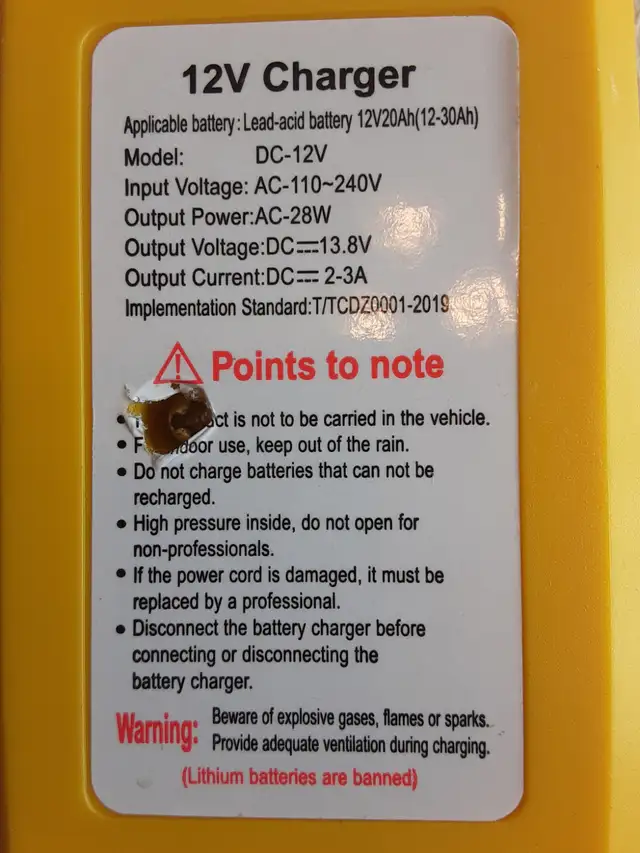 12V Charger
Applicable battery: Lead-acid battery 12V20Ah(12-30Ah)
Model: DC-12V
Input Voltage: AC-110~240V
Output Power:AC-28W
Output Voltage:DC⎓13.8V
Output Current:DC⎓ 2-3A
Implementation Standard:T/TCDZ0001-2019
Points to note
• is not to be carried in the vehicle.
• use, keep out of the rain.
• Do not charge batteries that can not be
recharged.
• High pressure inside, do not open for
non-professionals.
• If the power cord is damaged, it must be
replaced by a professional.
• Disconnect the battery charger before
connecting or disconnecting the
battery charger.
Warning: Beware of explosive gases, flames or sparks.
Provide adequate ventilation during charging.
(Lithium batteries are banned)